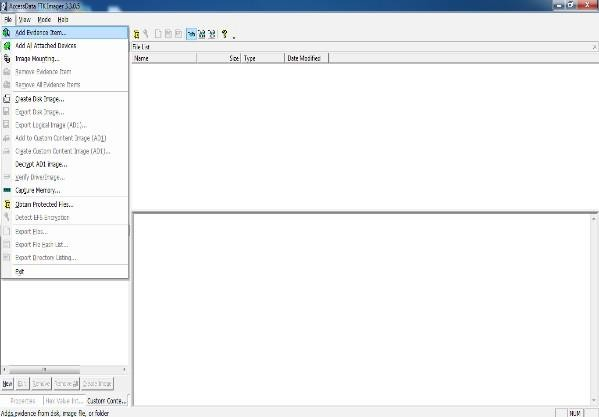 AccessData FTK Imager 3.3.0.5
File View Mode Help
Add Evidence Item...
Add All Attached Devices
Image Mounting...
Remove Evidence Item
Remove All Evidence Items
Create Disk Image...
Export Disk Image...
Export Logical Image (AD1)...
Add to Custom Content Image (AD1)
Create Custom Content Image (AD1)...
Decrypt AD1 image...
Verify Drive/Image...
Capture Memory...
Obtain Protected Files...
Detect EFS Encryption
Export Files...
Export File Hash List...
Export Directory Listing...
Exit
File List
Name Size Type Date Modified
New Edit Remove Remove All Create Image
Properties Hex Value Int... Custom Conte...
Adds evidence from disk, image file, or folder
NUM